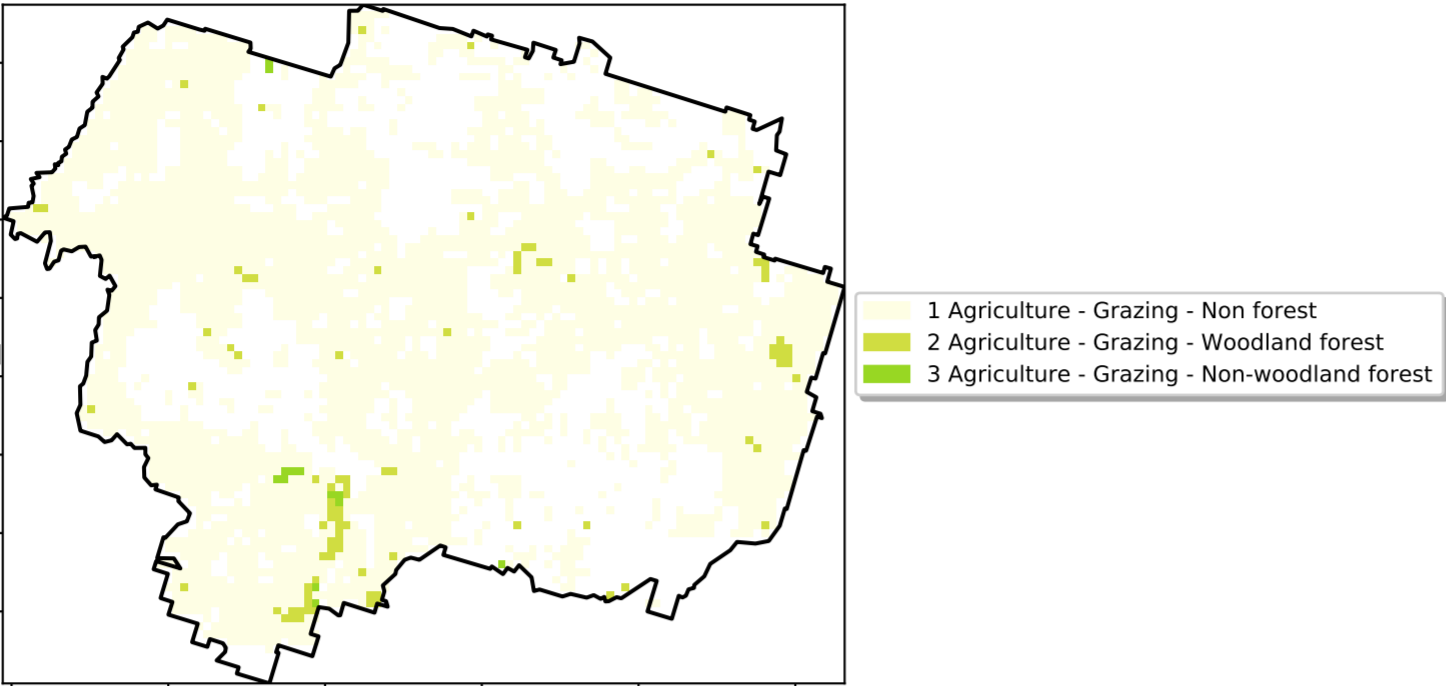 1 Agriculture - Grazing - Non forest
2 Agriculture - Grazing - Woodland forest
3 Agriculture - Grazing - Non-woodland forest